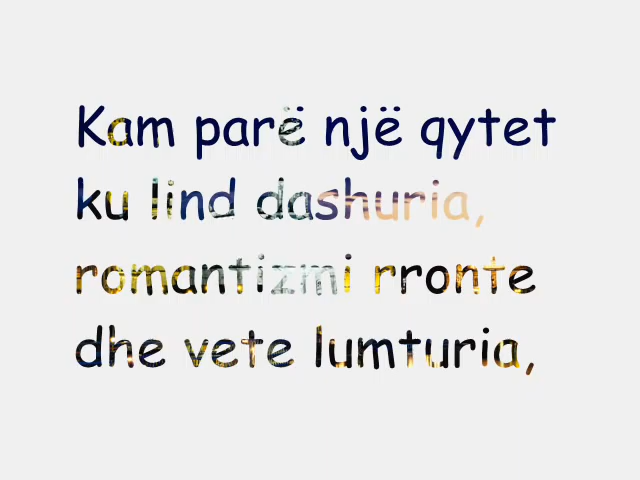 Kam parë një qytet
ku lind dashuria,
romantizmi rronte
dhe vete lumturia,